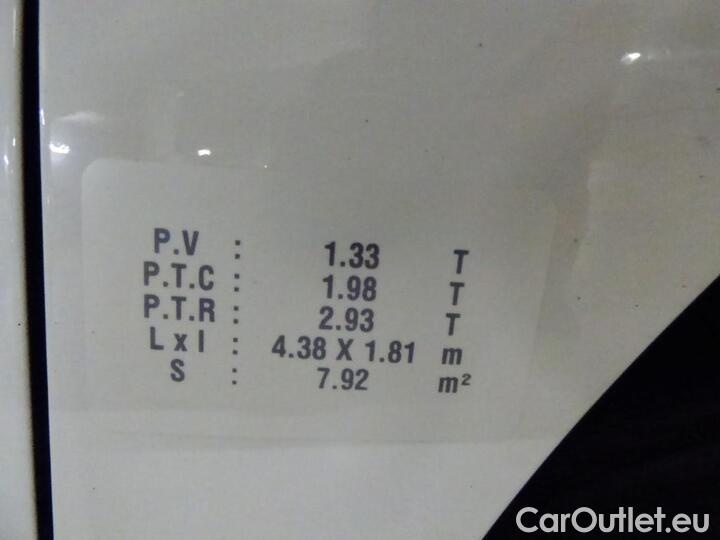 P.V : 1.33 T
P.T.C : 1.98 T
P.T.R : 2.93 T
L x l : 4.38 X 1.81 m
S : 7.92 m²
CarOutlet.eu